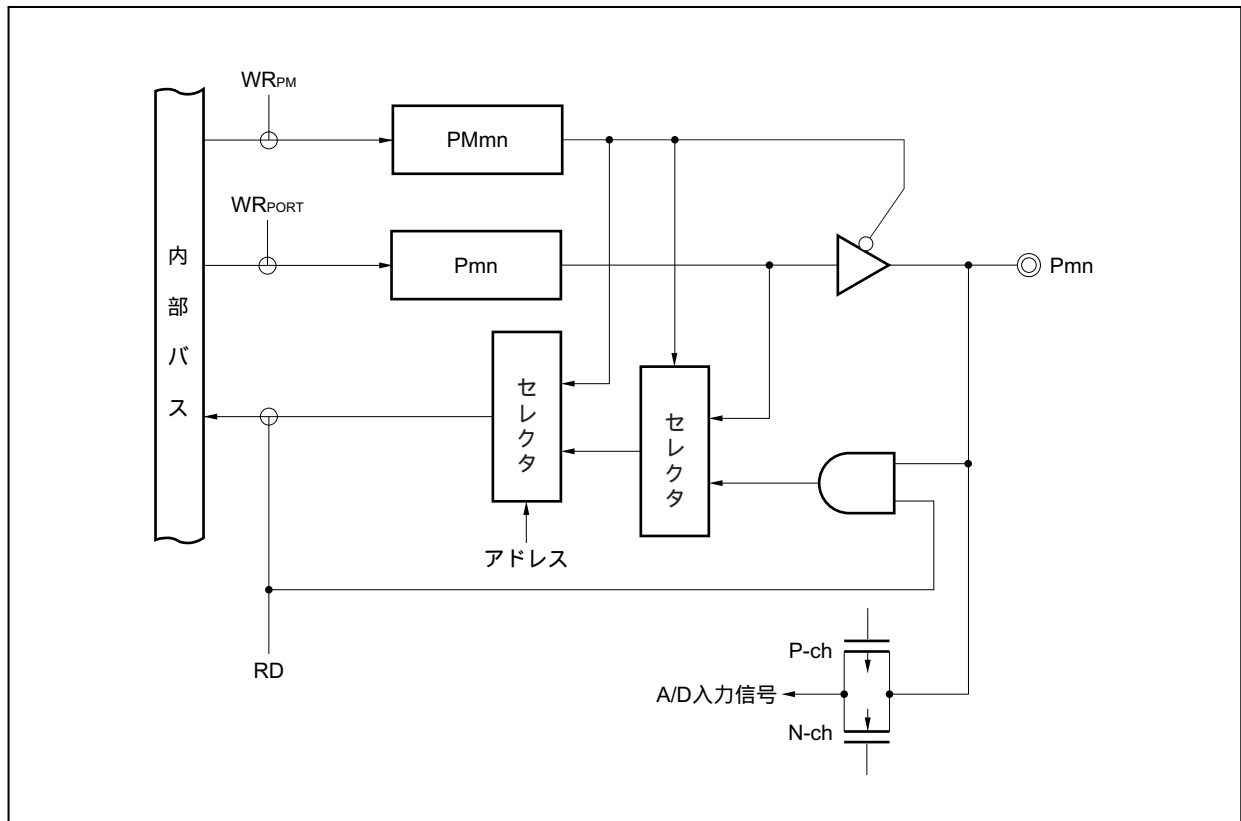 WRPM
PMmn
WRPORT
Pmn
Pmn
内部バス
セレクタ
セレクタ
アドレス
RD
P-ch
A/D入力信号
N-ch